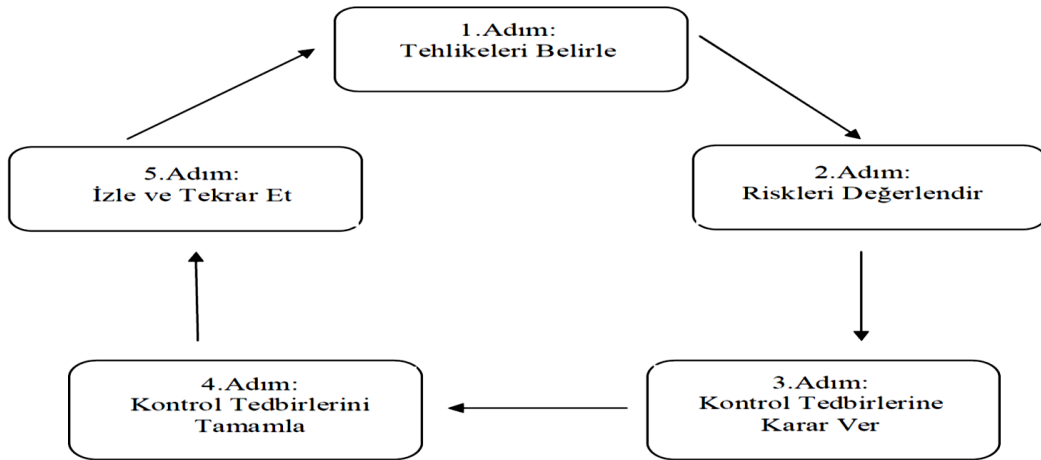 1.Adım:
Tehlikeleri Belirle
2.Adım:
Riskleri Değerlendir
3.Adım:
Kontrol Tedbirlerine
Karar Ver
4.Adım:
Kontrol Tedbirlerini
Tamamla
5.Adım:
İzle ve Tekrar Et